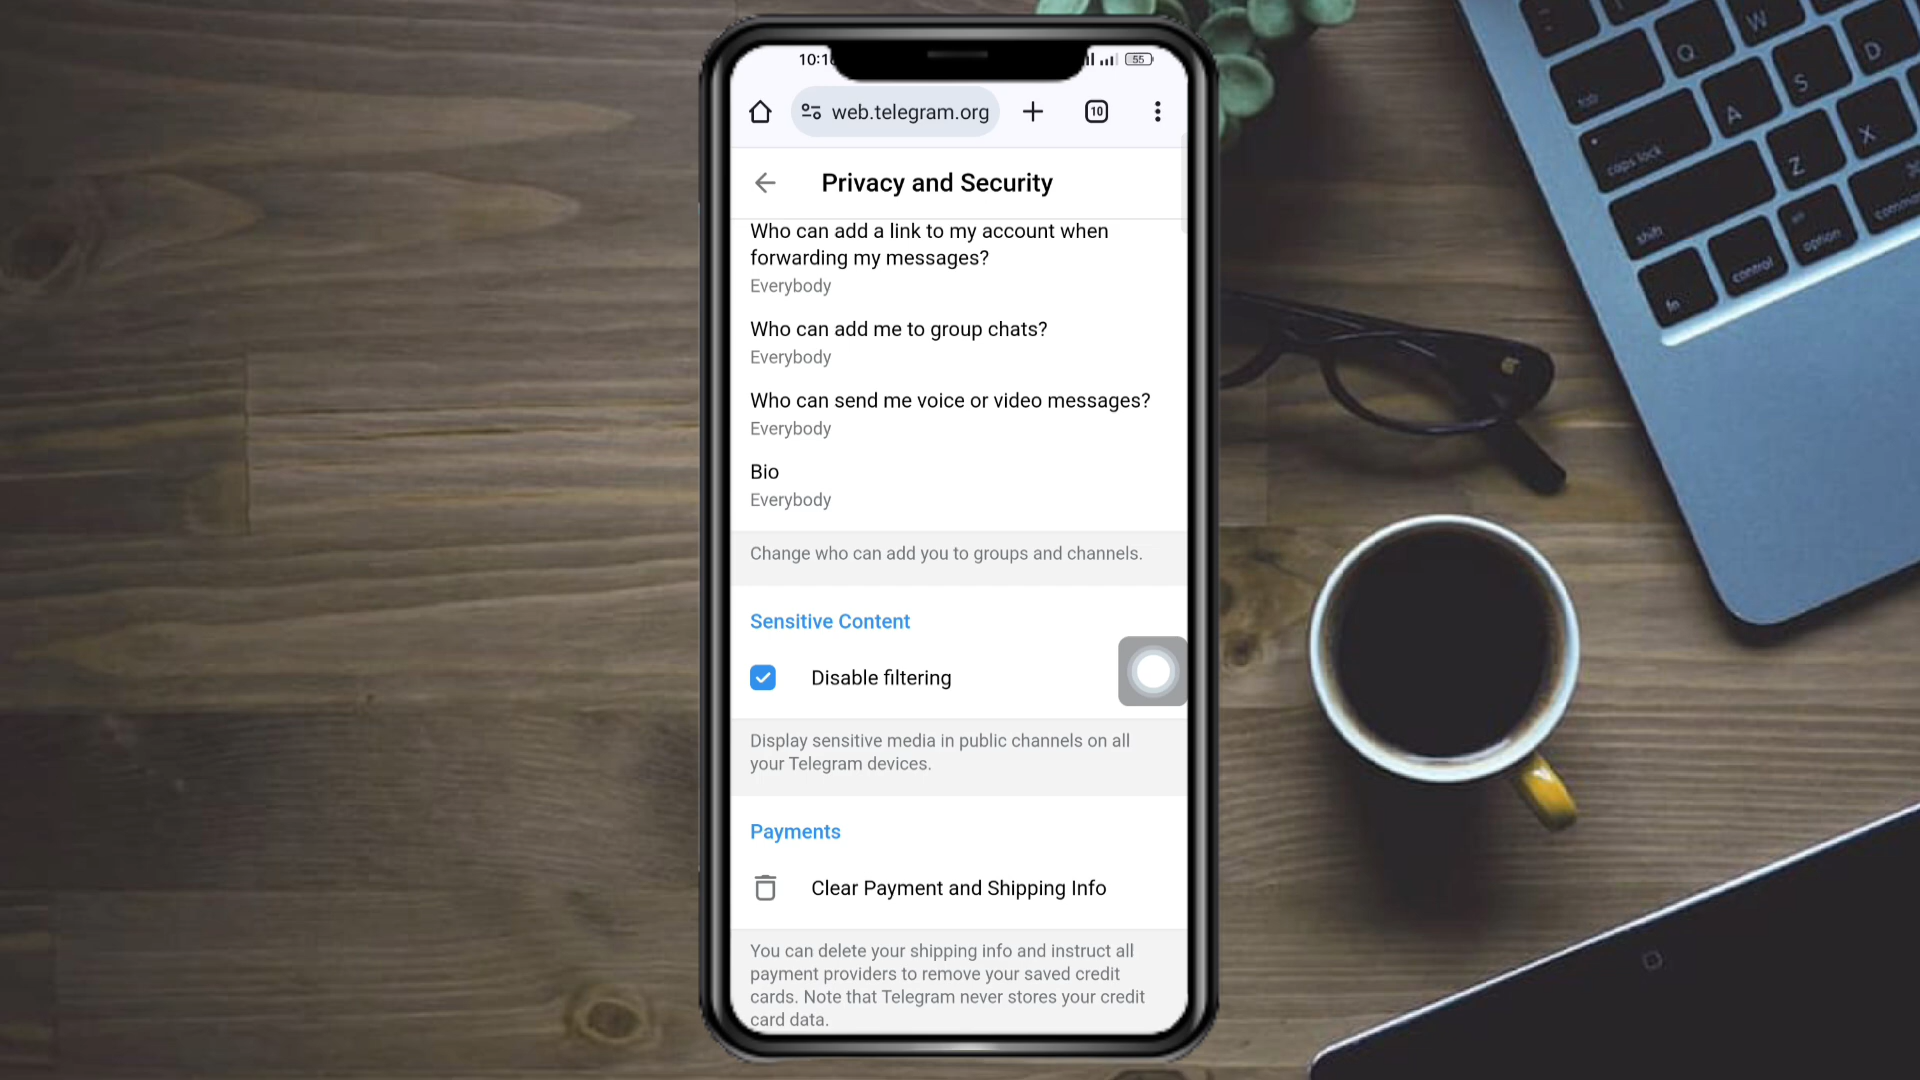 10:1
55
web.telegram.org
10
Privacy and Security
Who can add a link to my account when
forwarding my messages?
Everybody
Who can add me to group chats?
Everybody
Who can send me voice or video messages?
Everybody
Bio
Everybody
Change who can add you to groups and channels.
Sensitive Content
Disable filtering
Display sensitive media in public channels on all
your Telegram devices.
Payments
Clear Payment and Shipping Info
You can delete your shipping info and instruct all
payment providers to remove your saved credit
cards. Note that Telegram never stores your credit
card data.
Q
W
A
S
D
caps lock
Z
X
shift
fn
control
option